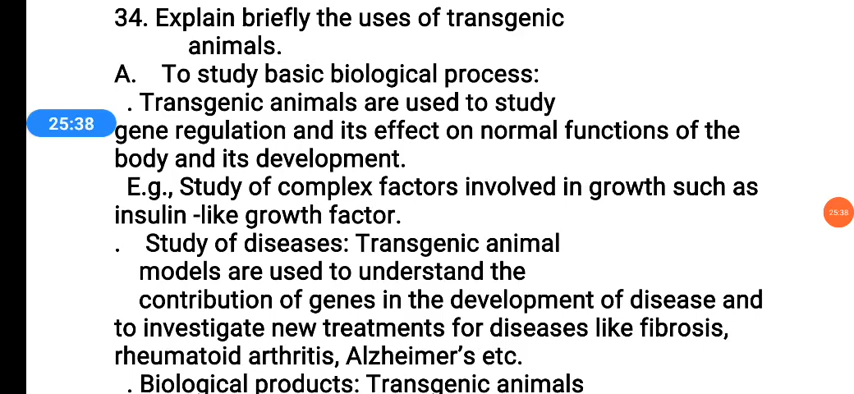 34. Explain briefly the uses of transgenic
animals.
A. To study basic biological process:
. Transgenic animals are used to study
25:38
gene regulation and its effect on normal functions of the
body and its development.
E.g., Study of complex factors involved in growth such as
25:38
insulin -like growth factor.
. Study of diseases: Transgenic animal
models are used to understand the
contribution of genes in the development of disease and
to investigate new treatments for diseases like fibrosis,
rheumatoid arthritis, Alzheimer's etc.
. Biological products: Transgenic animals